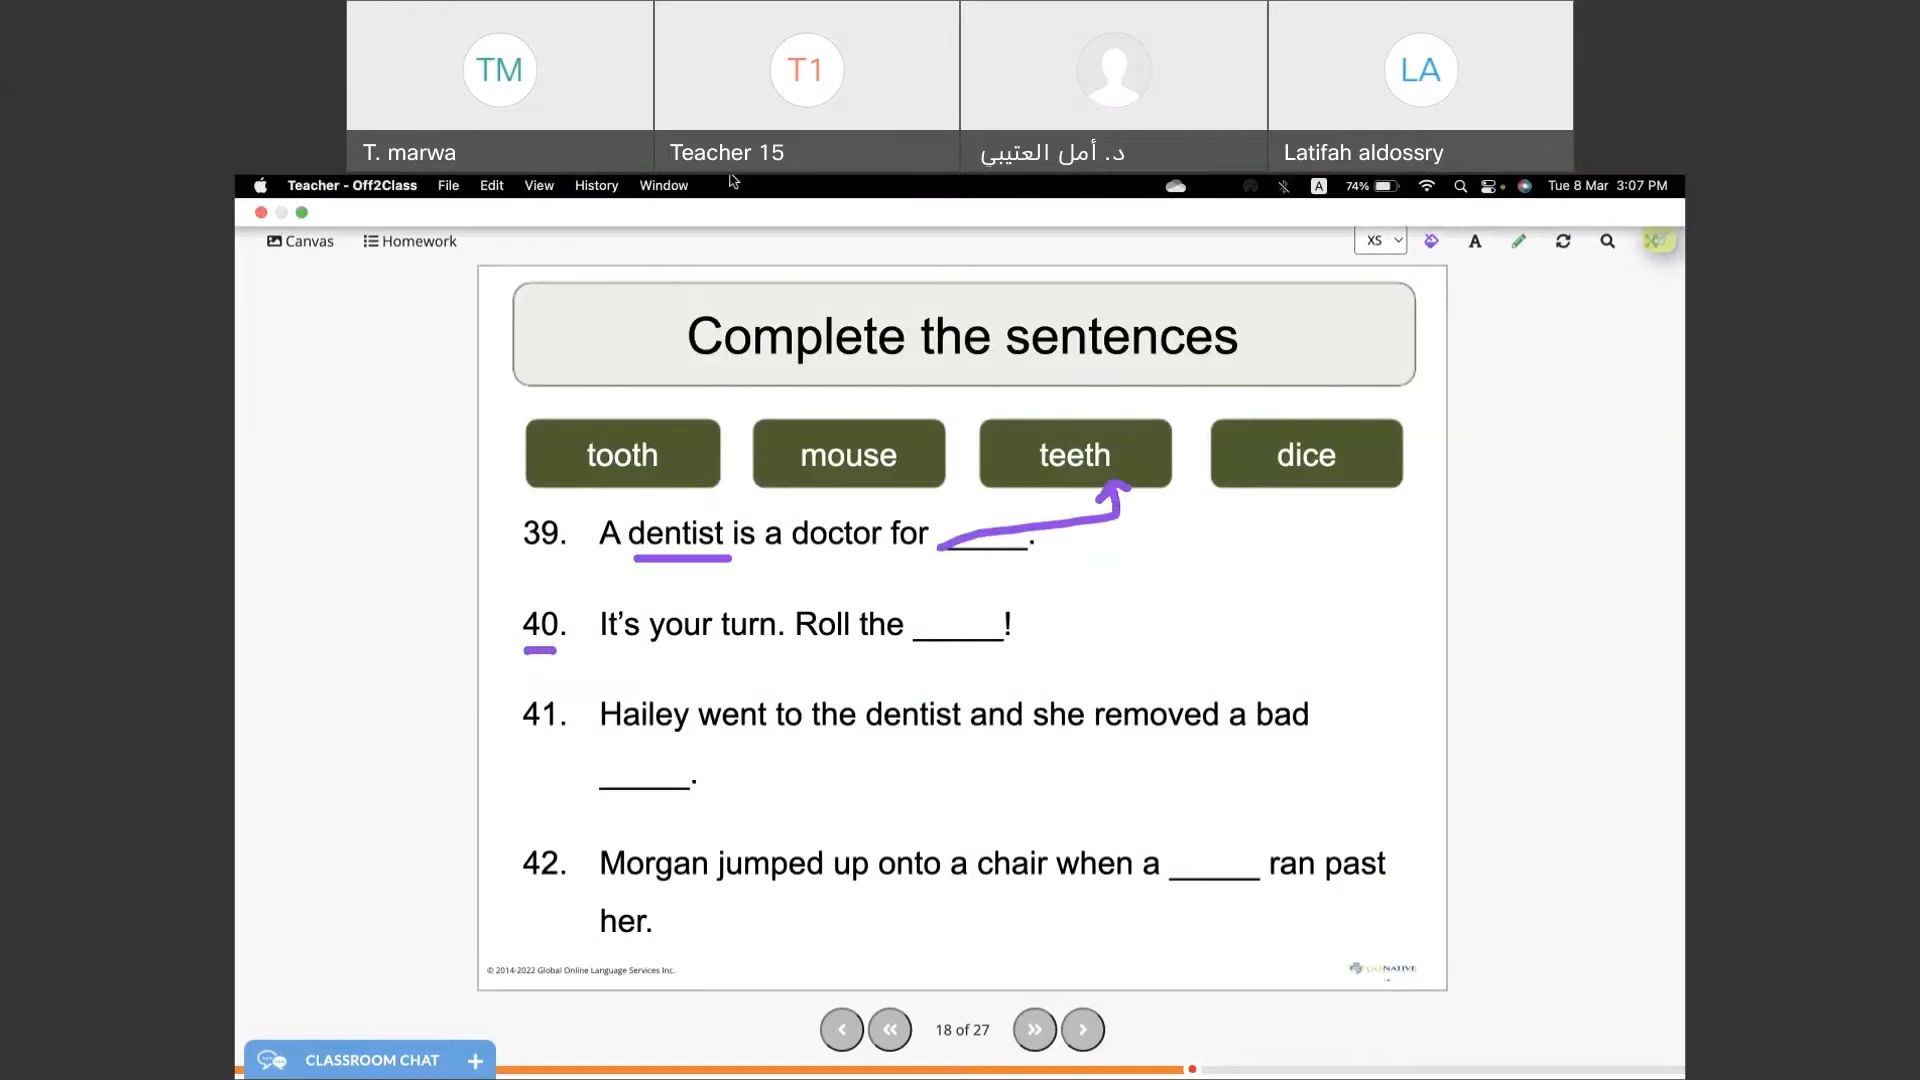 TM
T1
LA
T. marwa
Teacher 15
د. أمل العتيبي
Latifah aldossry
Teacher - Off2Class File Edit View History Window A 74% Tue 8 Mar 3:07 PM
Canvas Homework XS A
Complete the sentences
tooth mouse teeth dice
39. A dentist is a doctor for _____.
40. It’s your turn. Roll the _____!
41. Hailey went to the dentist and she removed a bad
_____.
42. Morgan jumped up onto a chair when a _____ ran past
her.
© 2014-2022 Global Online Language Services Inc.
18 of 27
CLASSROOM CHAT +